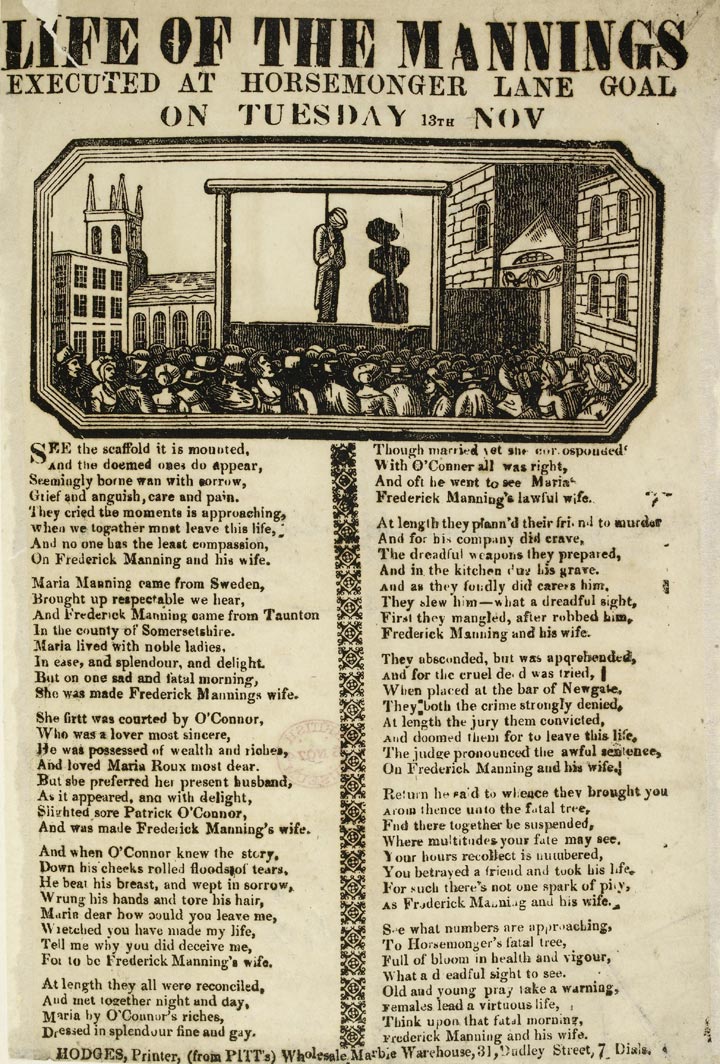 LIFE OF THE MANNINGS
EXECUTED AT HORSEMONGER LANE GOAL
ON TUESDAY 13TH NOV
SEE the scaffold it is mounted,
And the doomed ones do appear,
Seemingly borne wan with sorrow,
Grief and anguish, care and pain.
They cried the moments is approaching,
when we together must leave this life,
And no one has the least compassion,
On Frederick Manning and his wife.
Maria Manning came from Sweden,
Brought up respectable we hear,
And Frederick Manning came from Taunton
In the county of Somersetshire.
Maria lived with noble ladies,
In ease, and splendour, and delight.
But on one sad and fatal morning,
She was made Frederick Mannings wife.
She firtt was courted by O'Connor,
Who was a lover most sincere,
He was possessed of wealth and riches,
And loved Maria Roux most dear.
But she preferred her present husband,
As it appeared, and with delight,
Slighted sore Patrick O'Connor,
And was made Frederick Manning's wife.
And when O'Connor knew the story,
Down his cheeks rolled floods of tears,
He beat his breast, and wept in sorrow,
Wrung his hands and tore his hair,
Maria dear how could you leave me,
Wretched you have made my life,
Tell me why you did deceive me,
For to be Frederick Manning's wife.
At length they all were reconciled,
And met together night and day,
Maria by O'Connor's riches,
Dressed in splendour fine and gay.
Though married yet she corosponded
With O'Conner all was right,
And oft he went to see Maria
Frederick Manning's lawful wife.
At length they plann'd their friend to murder
And for his company did crave,
The dreadful weapons they prepared,
And in the kitchen dug his grave.
And as they fondly did caress him,
They slew him—what a dreadful sight,
First they mangled, after robbed him,
Frederick Manning and his wife.
They absconded, but was apqrehended,
And for the cruel deed was tried,
When placed at the bar of Newgate,
They both the crime strongly denied,
At length the jury them convicted,
And doomed them for to leave this life,
The judge pronounced the awful sentence,
On Frederick Manning and his wife.
Return he said to whence they brought you
From thence unto the fatal tree,
And there together be suspended,
Where multitudes your fate may see.
Your hours recollect is numbered,
You betrayed a friend and took his life,
For such there's not one spark of pity,
As Frederick Manning and his wife.
See what numbers are approaching,
To Horsemonger's fatal tree,
Full of bloom in health and vigour,
What a dreadful sight to see.
Old and young pray take a warning,
Females lead a virtuous life,
Think upon that fatal morning,
Frederick Manning and his wife.
HODGES, Printer, (from PITT's) Wholesale Marble Warehouse, 31, Dudley Street, 7 Dials.